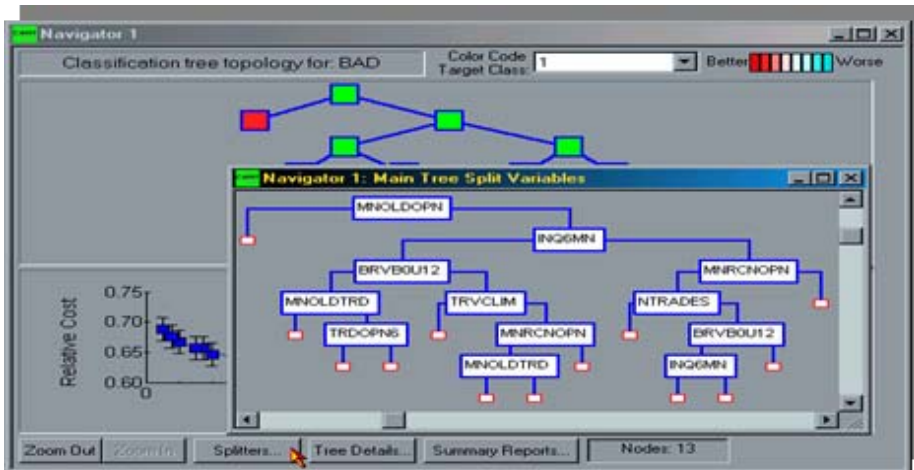 Navigator 1
Classification tree topology for: BAD
Color Code
Target Class:
1
Better
Worse
Navigator 1: Main Tree Split Variables
MNOLDOPN
INQ6MN
BRVB0U12
MNRCNOPN
MNOLDTRD
TRVCLIM
NTRADES
TRDOPN6
MNRCNOPN
BRVB0U12
MNOLDTRD
INQ6MN
Relative Cost
0.75
0.70
0.65
0.60
0
Zoom Out
Zoom In
Splitters...
Tree Details...
Summary Reports...
Nodes: 13